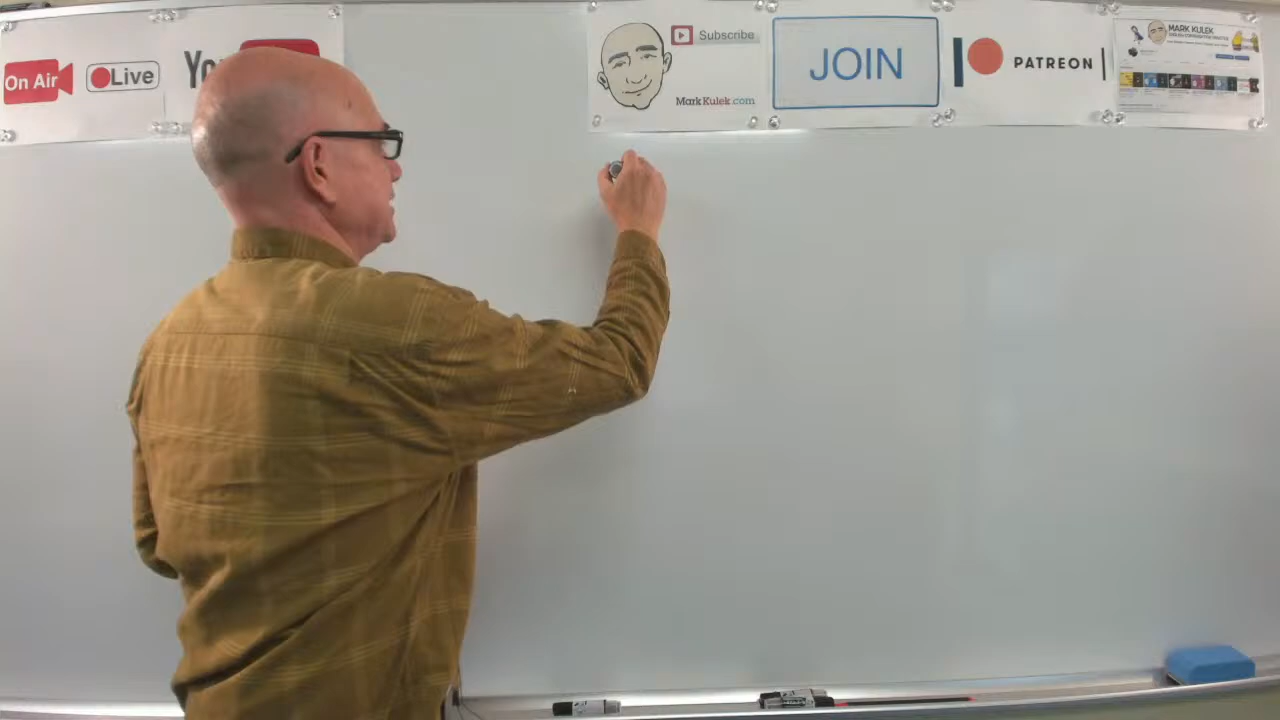 On Air
Live
Subscribe
MarkKulek.com
JOIN
PATREON
MARK KULEK